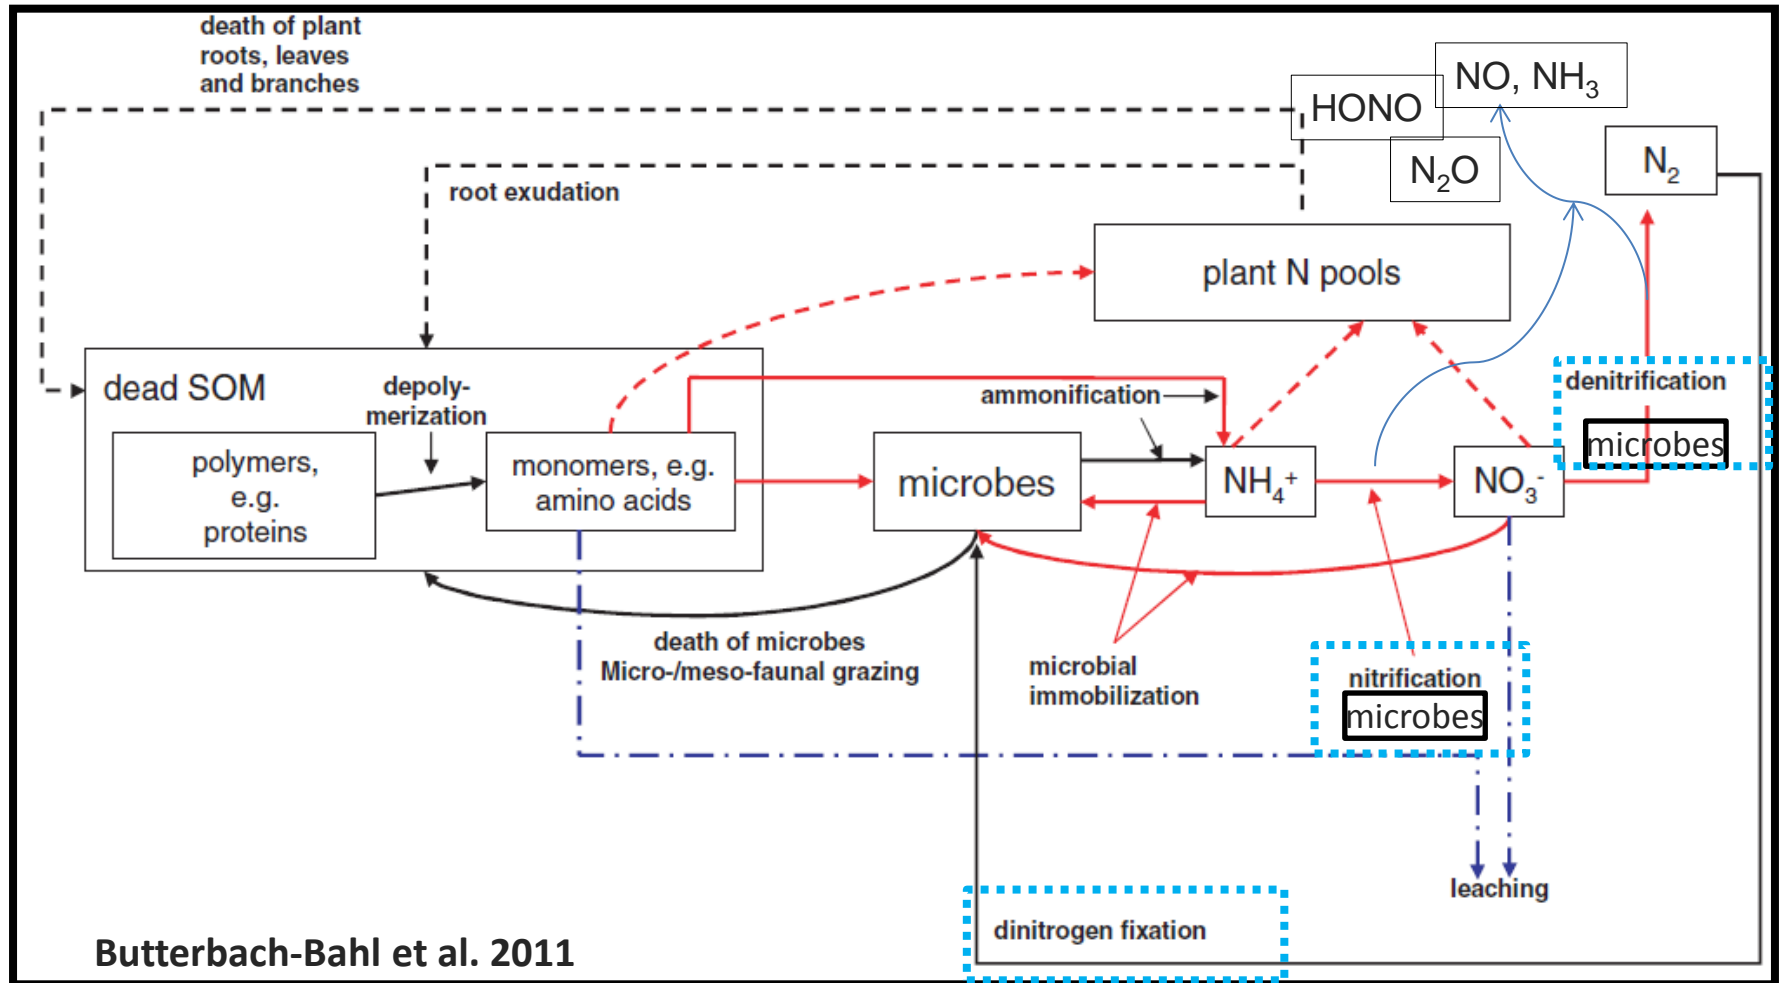 death of plant
roots, leaves
and branches
HONO
NO, NH₃
N₂O
N₂
root exudation
plant N pools
dead SOM
depoly-
merization
ammonification
denitrification
microbes
polymers,
e.g.
proteins
monomers, e.g.
amino acids
microbes
NH₄⁺
NO₃⁻
death of microbes
Micro-/meso-faunal grazing
microbial
immobilization
nitrification
microbes
leaching
dinitrogen fixation
Butterbach-Bahl et al. 2011